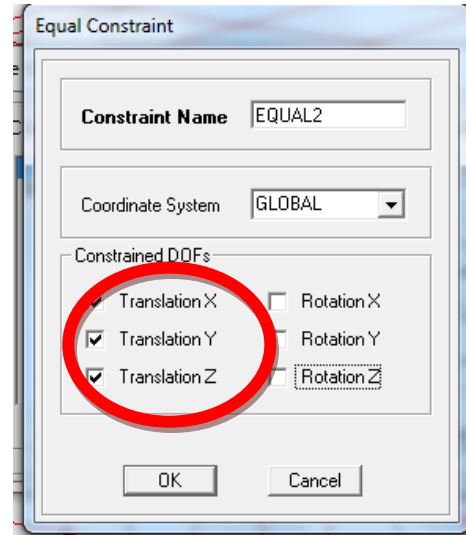 Equal Constraint
Constraint Name EQUAL2
Coordinate System GLOBAL
Constrained DOFs
Translation X Rotation X
Translation Y Rotation Y
Translation Z Rotation Z
OK Cancel